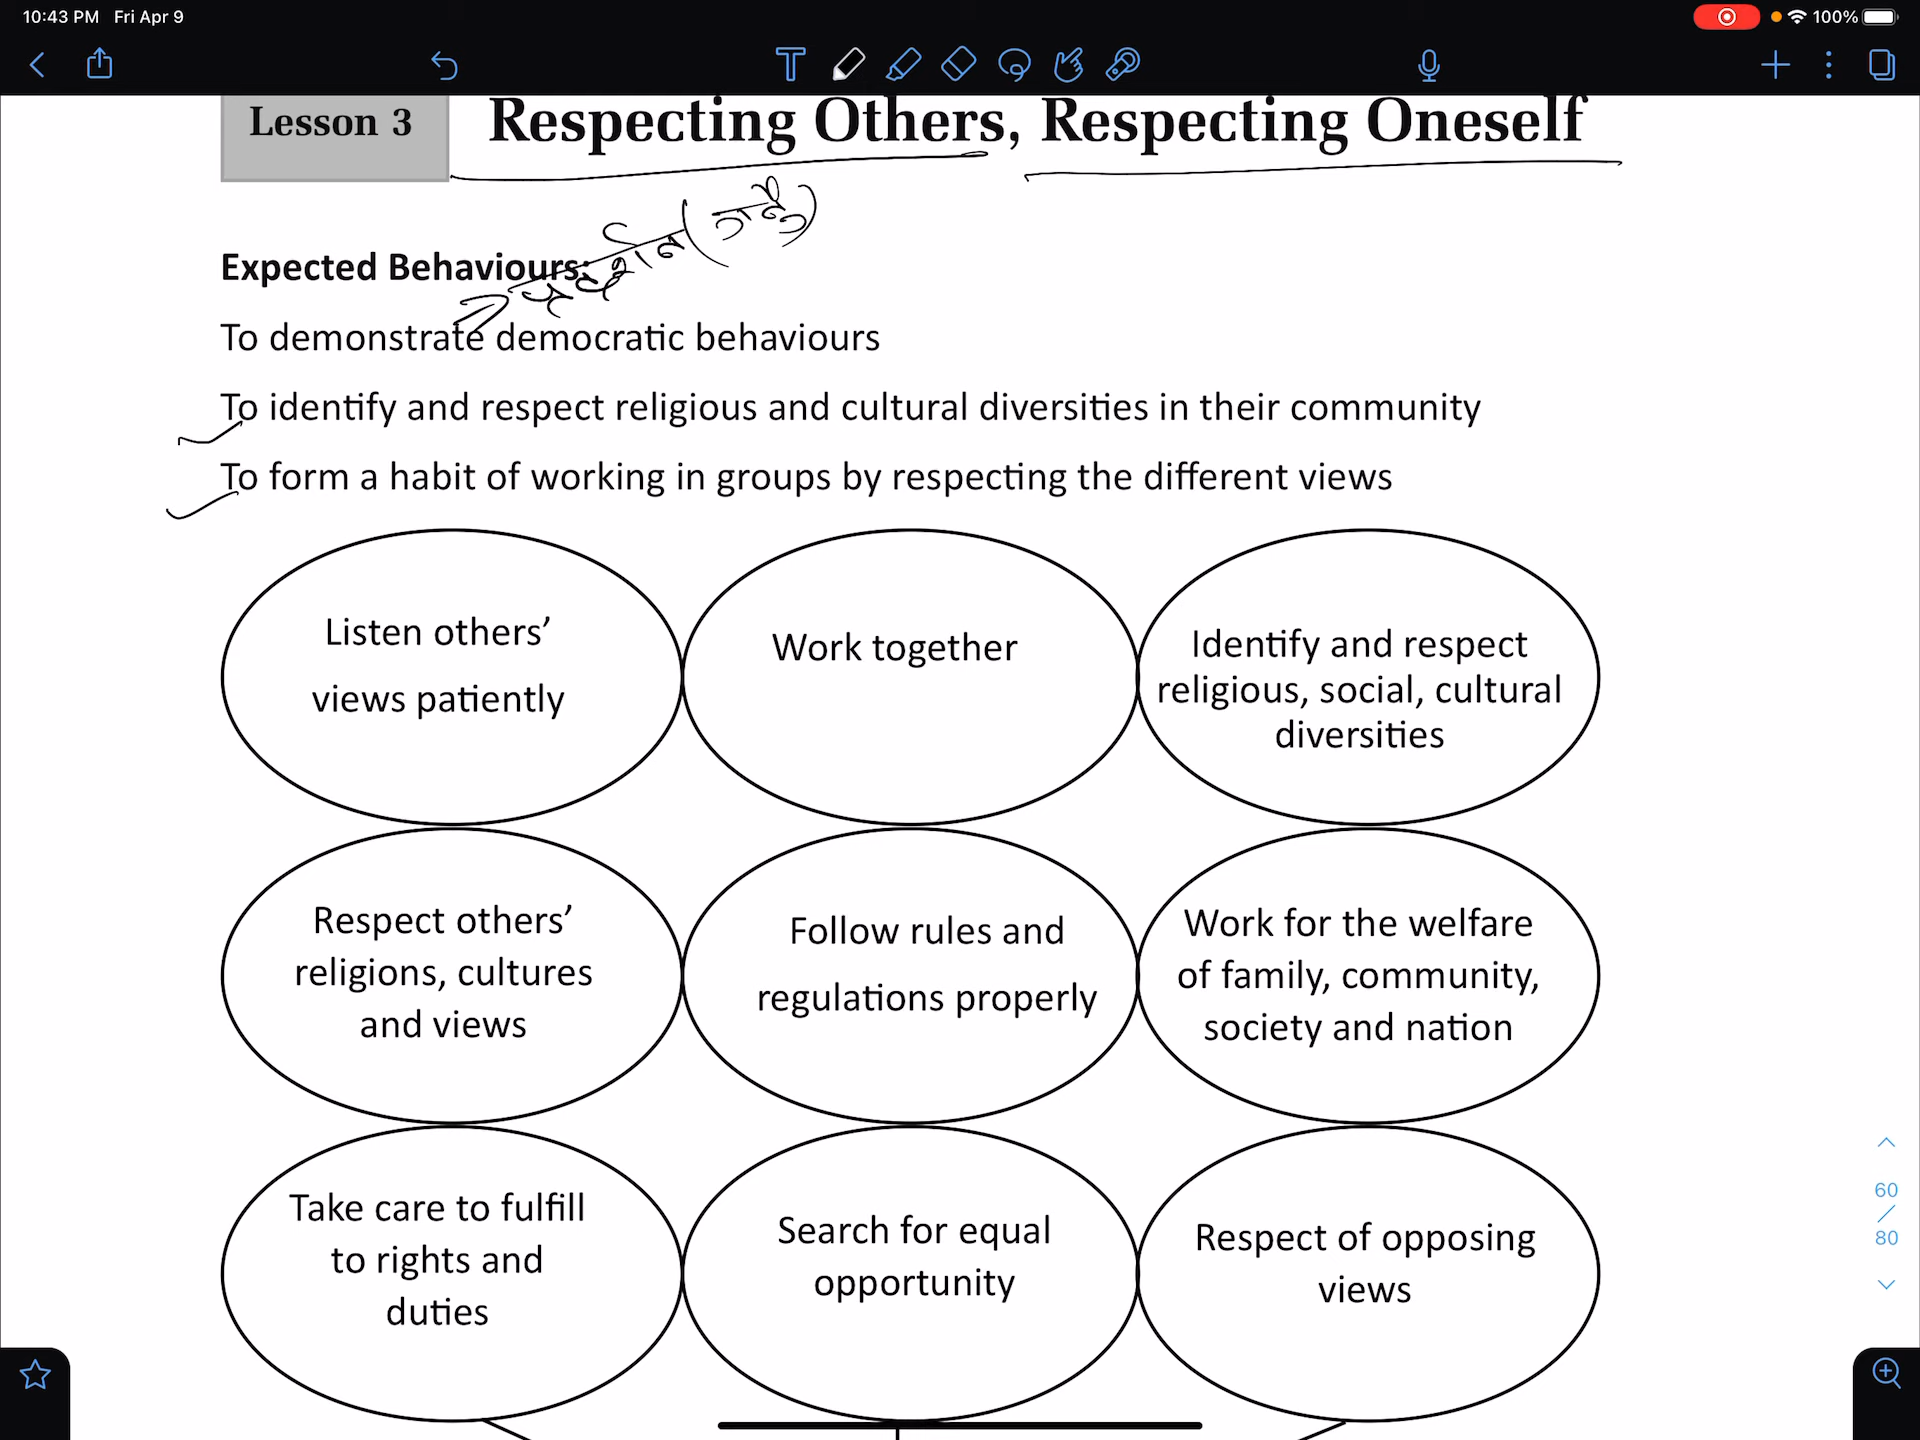 10:43 PM Fri Apr 9
100%
Lesson 3
Respecting Others, Respecting Oneself
Expected Behaviours:
To demonstrate democratic behaviours
To identify and respect religious and cultural diversities in their community
To form a habit of working in groups by respecting the different views
Listen others’
views patiently
Work together
Identify and respect
religious, social, cultural
diversities
Respect others’
religions, cultures
and views
Follow rules and
regulations properly
Work for the welfare
of family, community,
society and nation
Take care to fulfill
to rights and
duties
Search for equal
opportunity
Respect of opposing
views
60
/
80